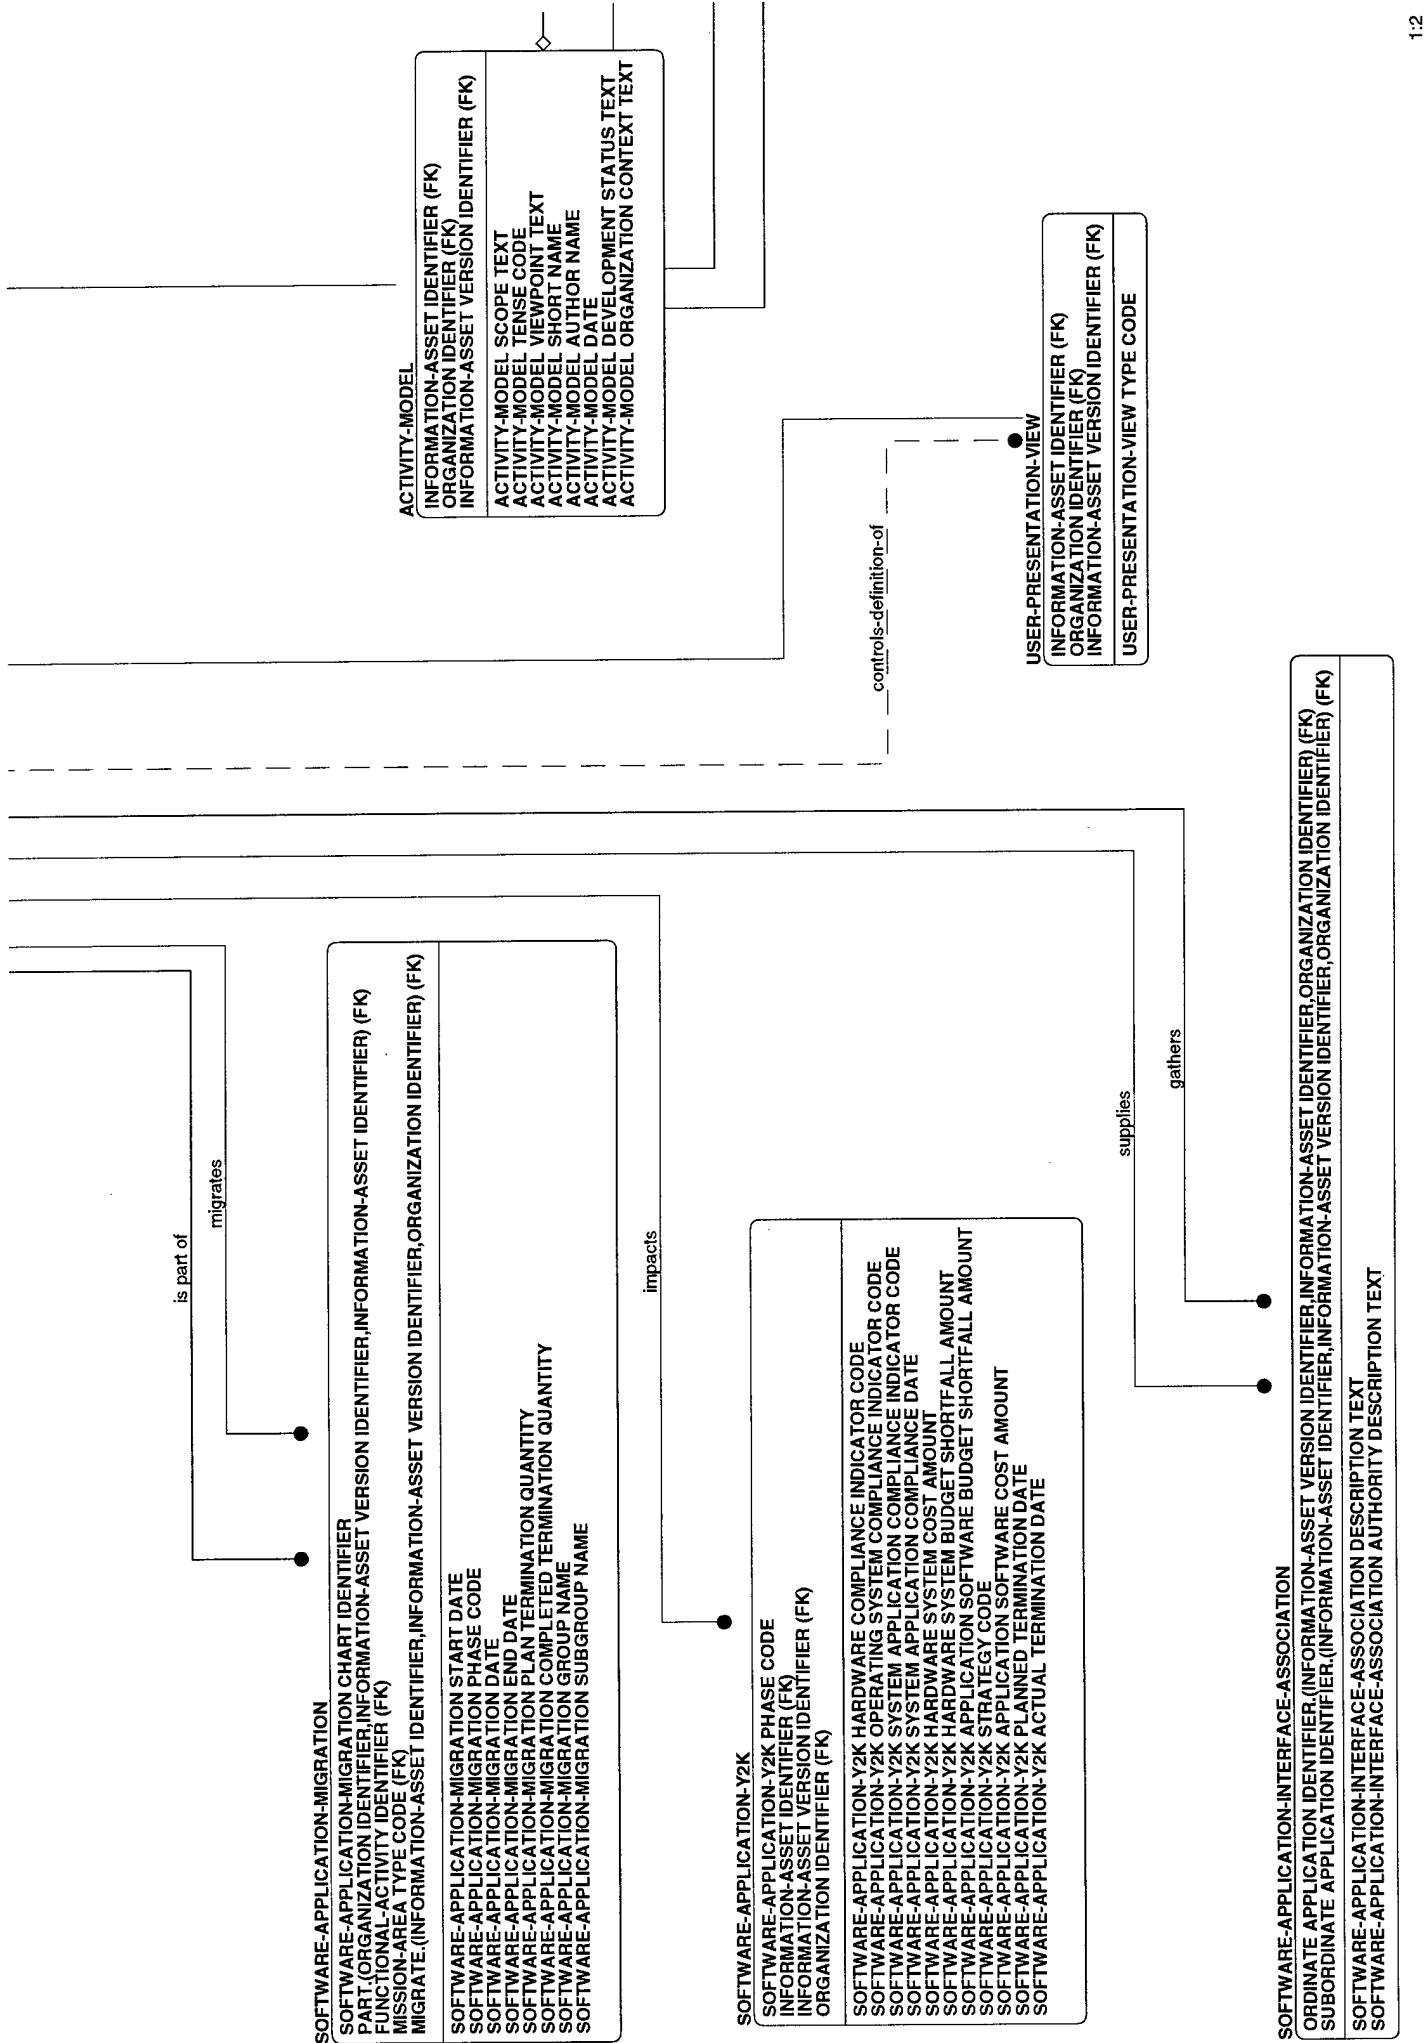 ACTIVITY-MODEL
INFORMATION-ASSET IDENTIFIER (FK)
ORGANIZATION IDENTIFIER (FK)
INFORMATION-ASSET VERSION IDENTIFIER (FK)
ACTIVITY-MODEL SCOPE TEXT
ACTIVITY-MODEL TENSE CODE
ACTIVITY-MODEL VIEWPOINT TEXT
ACTIVITY-MODEL SHORT NAME
ACTIVITY-MODEL AUTHOR NAME
ACTIVITY-MODEL DATE
ACTIVITY-MODEL DEVELOPMENT STATUS TEXT
ACTIVITY-MODEL ORGANIZATION CONTEXT TEXT
controls-definition-of
USER-PRESENTATION-VIEW
INFORMATION-ASSET IDENTIFIER (FK)
ORGANIZATION IDENTIFIER (FK)
INFORMATION-ASSET VERSION IDENTIFIER (FK)
USER-PRESENTATION-VIEW TYPE CODE
is part of
migrates
SOFTWARE-APPLICATION-MIGRATION
SOFTWARE-APPLICATION-MIGRATION CHART IDENTIFIER
PART.(ORGANIZATION IDENTIFIER,INFORMATION-ASSET VERSION IDENTIFIER,INFORMATION-ASSET IDENTIFIER) (FK)
FUNCTIONAL-ACTIVITY IDENTIFIER (FK)
MISSION-AREA TYPE CODE (FK)
MIGRATE.(INFORMATION-ASSET IDENTIFIER,INFORMATION-ASSET VERSION IDENTIFIER,ORGANIZATION IDENTIFIER) (FK)
SOFTWARE-APPLICATION-MIGRATION START DATE
SOFTWARE-APPLICATION-MIGRATION PHASE CODE
SOFTWARE-APPLICATION-MIGRATION DATE
SOFTWARE-APPLICATION-MIGRATION END DATE
SOFTWARE-APPLICATION-MIGRATION PLAN TERMINATION QUANTITY
SOFTWARE-APPLICATION-MIGRATION COMPLETED TERMINATION QUANTITY
SOFTWARE-APPLICATION-MIGRATION GROUP NAME
SOFTWARE-APPLICATION-MIGRATION SUBGROUP NAME
impacts
SOFTWARE-APPLICATION-Y2K
SOFTWARE-APPLICATION-Y2K PHASE CODE
INFORMATION-ASSET IDENTIFIER (FK)
INFORMATION-ASSET VERSION IDENTIFIER (FK)
ORGANIZATION IDENTIFIER (FK)
SOFTWARE-APPLICATION-Y2K HARDWARE COMPLIANCE INDICATOR CODE
SOFTWARE-APPLICATION-Y2K OPERATING SYSTEM COMPLIANCE INDICATOR CODE
SOFTWARE-APPLICATION-Y2K SYSTEM APPLICATION COMPLIANCE INDICATOR CODE
SOFTWARE-APPLICATION-Y2K SYSTEM APPLICATION COMPLIANCE DATE
SOFTWARE-APPLICATION-Y2K HARDWARE SYSTEM COST AMOUNT
SOFTWARE-APPLICATION-Y2K HARDWARE SYSTEM BUDGET SHORTFALL AMOUNT
SOFTWARE-APPLICATION-Y2K APPLICATION SOFTWARE BUDGET SHORTFALL AMOUNT
SOFTWARE-APPLICATION-Y2K STRATEGY CODE
SOFTWARE-APPLICATION-Y2K APPLICATION SOFTWARE COST AMOUNT
SOFTWARE-APPLICATION-Y2K PLANNED TERMINATION DATE
SOFTWARE-APPLICATION-Y2K ACTUAL TERMINATION DATE
supplies
gathers
SOFTWARE-APPLICATION-INTERFACE-ASSOCIATION
ORDINATE APPLICATION IDENTIFIER.(INFORMATION-ASSET VERSION IDENTIFIER,INFORMATION-ASSET IDENTIFIER,ORGANIZATION IDENTIFIER) (FK)
SUBORDINATE APPLICATION IDENTIFIER.(INFORMATION-ASSET IDENTIFIER,INFORMATION-ASSET VERSION IDENTIFIER,ORGANIZATION IDENTIFIER) (FK)
SOFTWARE-APPLICATION-INTERFACE-ASSOCIATION DESCRIPTION TEXT
SOFTWARE-APPLICATION-INTERFACE-ASSOCIATION AUTHORITY DESCRIPTION TEXT
1:2